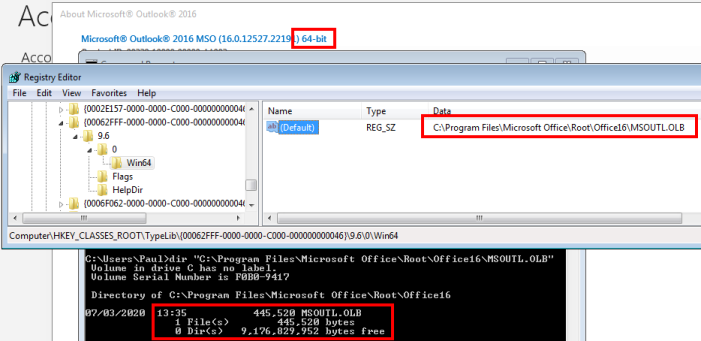 Ac
About Microsoft® Outlook® 2016
Microsoft® Outlook® 2016 MSO (16.0.12527.22191) 64-bit
Acco
Registry Editor
File Edit View Favorites Help
{0002E157-0000-0000-C000-00000000004(
{00062FFF-0000-0000-C000-00000000004(
9.6
0
Win64
Flags
HelpDir
{0006F062-0000-0000-C000-00000000004(
Name Type Data
ab (Default) REG_SZ C:\Program Files\Microsoft Office\Root\Office16\MSOUTL.OLB
Computer\HKEY_CLASSES_ROOT\TypeLib\{00062FFF-0000-0000-C000-000000000046}\9.6\0\Win64
C:\Users\Paul>dir "C:\Program Files\Microsoft Office\Root\Office16\MSOUTL.OLB"
Volume in drive C has no label.
Volume Serial Number is F0B0-9417
Directory of C:\Program Files\Microsoft Office\Root\Office16
07/03/2020 13:35 445,520 MSOUTL.OLB
1 File(s) 445,520 bytes
0 Dir(s) 9,176,829,952 bytes free